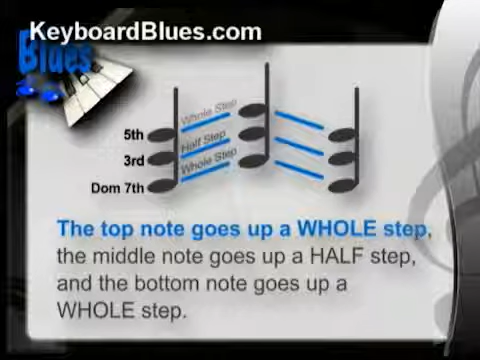 KeyboardBlues.com
Blues
Whole Step
5th
Half Step
3rd
Whole Step
Dom 7th
The top note goes up a WHOLE step,
the middle note goes up a HALF step,
and the bottom note goes up a
WHOLE step.